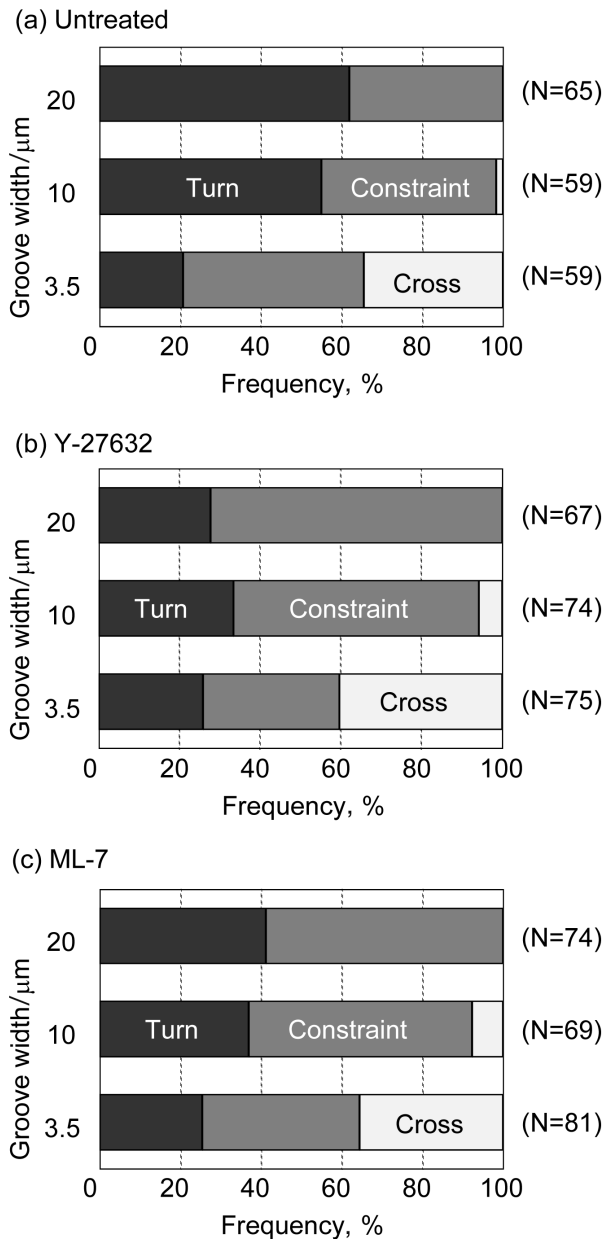 (a) Untreated
Groove width/μm
20
(N=65)
10
Turn
Constraint
(N=59)
3.5
Cross
(N=59)
0 20 40 60 80 100
Frequency, %
(b) Y-27632
Groove width/μm
20
(N=67)
10
Turn
Constraint
(N=74)
3.5
Cross
(N=75)
0 20 40 60 80 100
Frequency, %
(c) ML-7
Groove width/μm
20
(N=74)
10
Turn
Constraint
(N=69)
3.5
Cross
(N=81)
0 20 40 60 80 100
Frequency, %